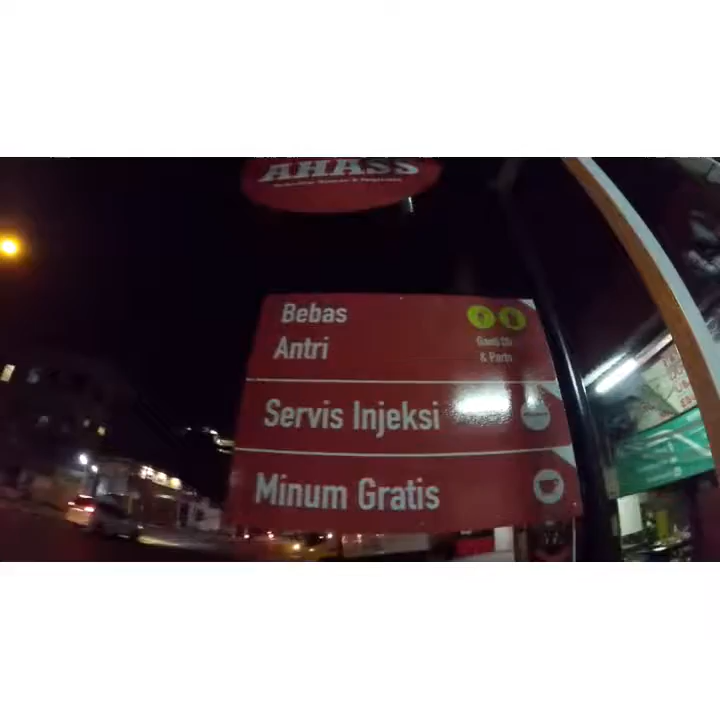 AHASS
Bebas
Antri
Ganti Oli
& Parts
Servis Injeksi
Minum Gratis